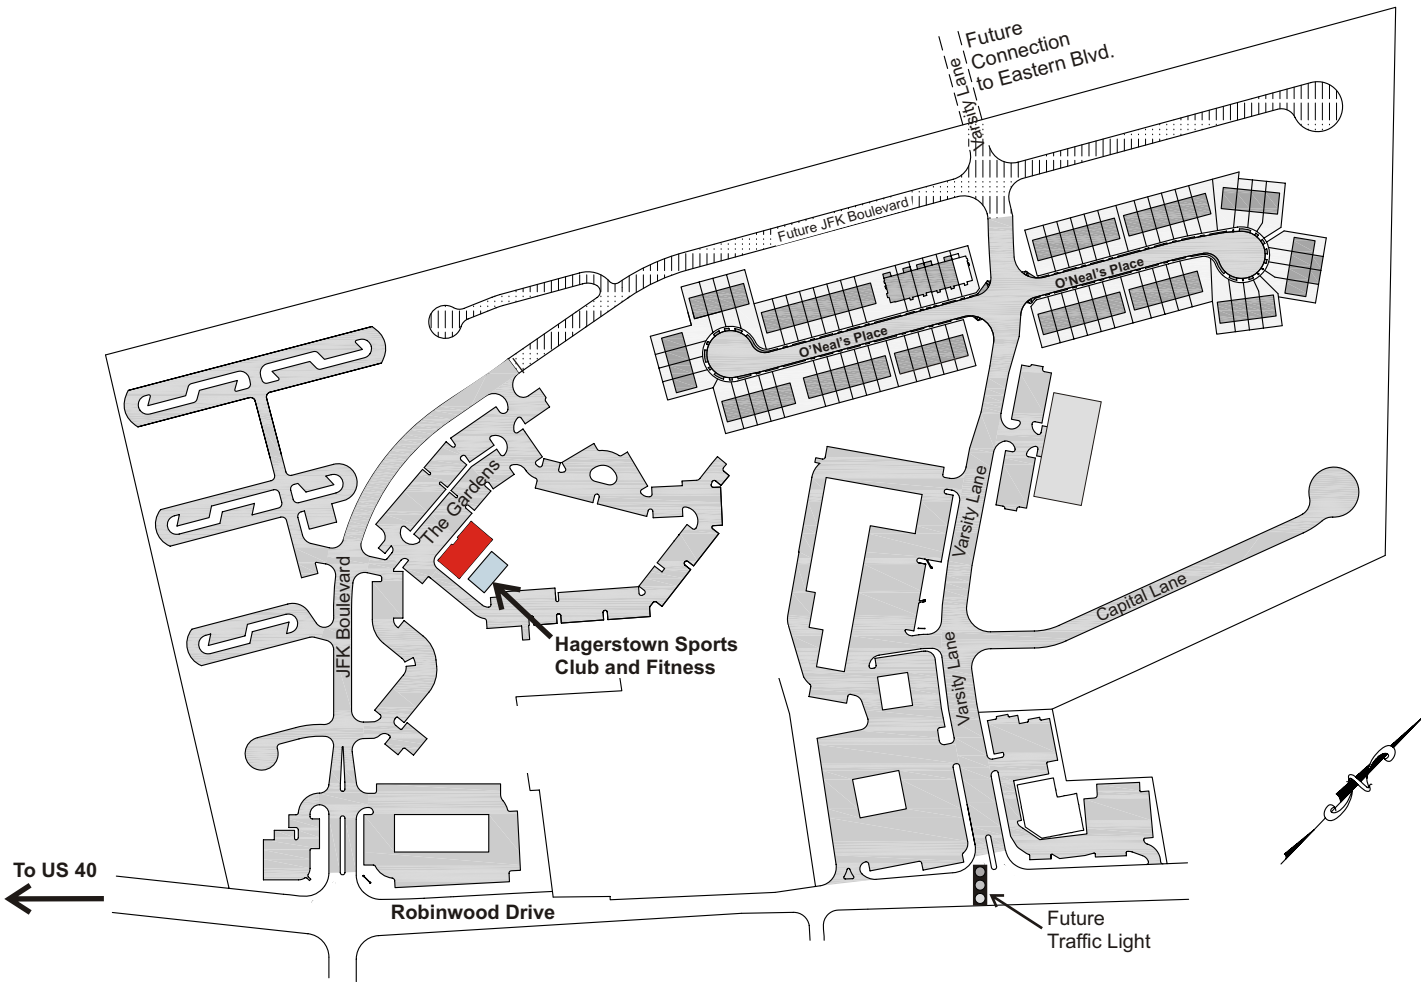 Future
Connection
to Eastern Blvd.
Varsity Lane
Future JFK Boulevard
O'Neal's Place
O'Neal's Place
The Gardens
Varsity Lane
JFK Boulevard
Capital Lane
Hagerstown Sports
Club and Fitness
Varsity Lane
To US 40
Robinwood Drive
Future
Traffic Light